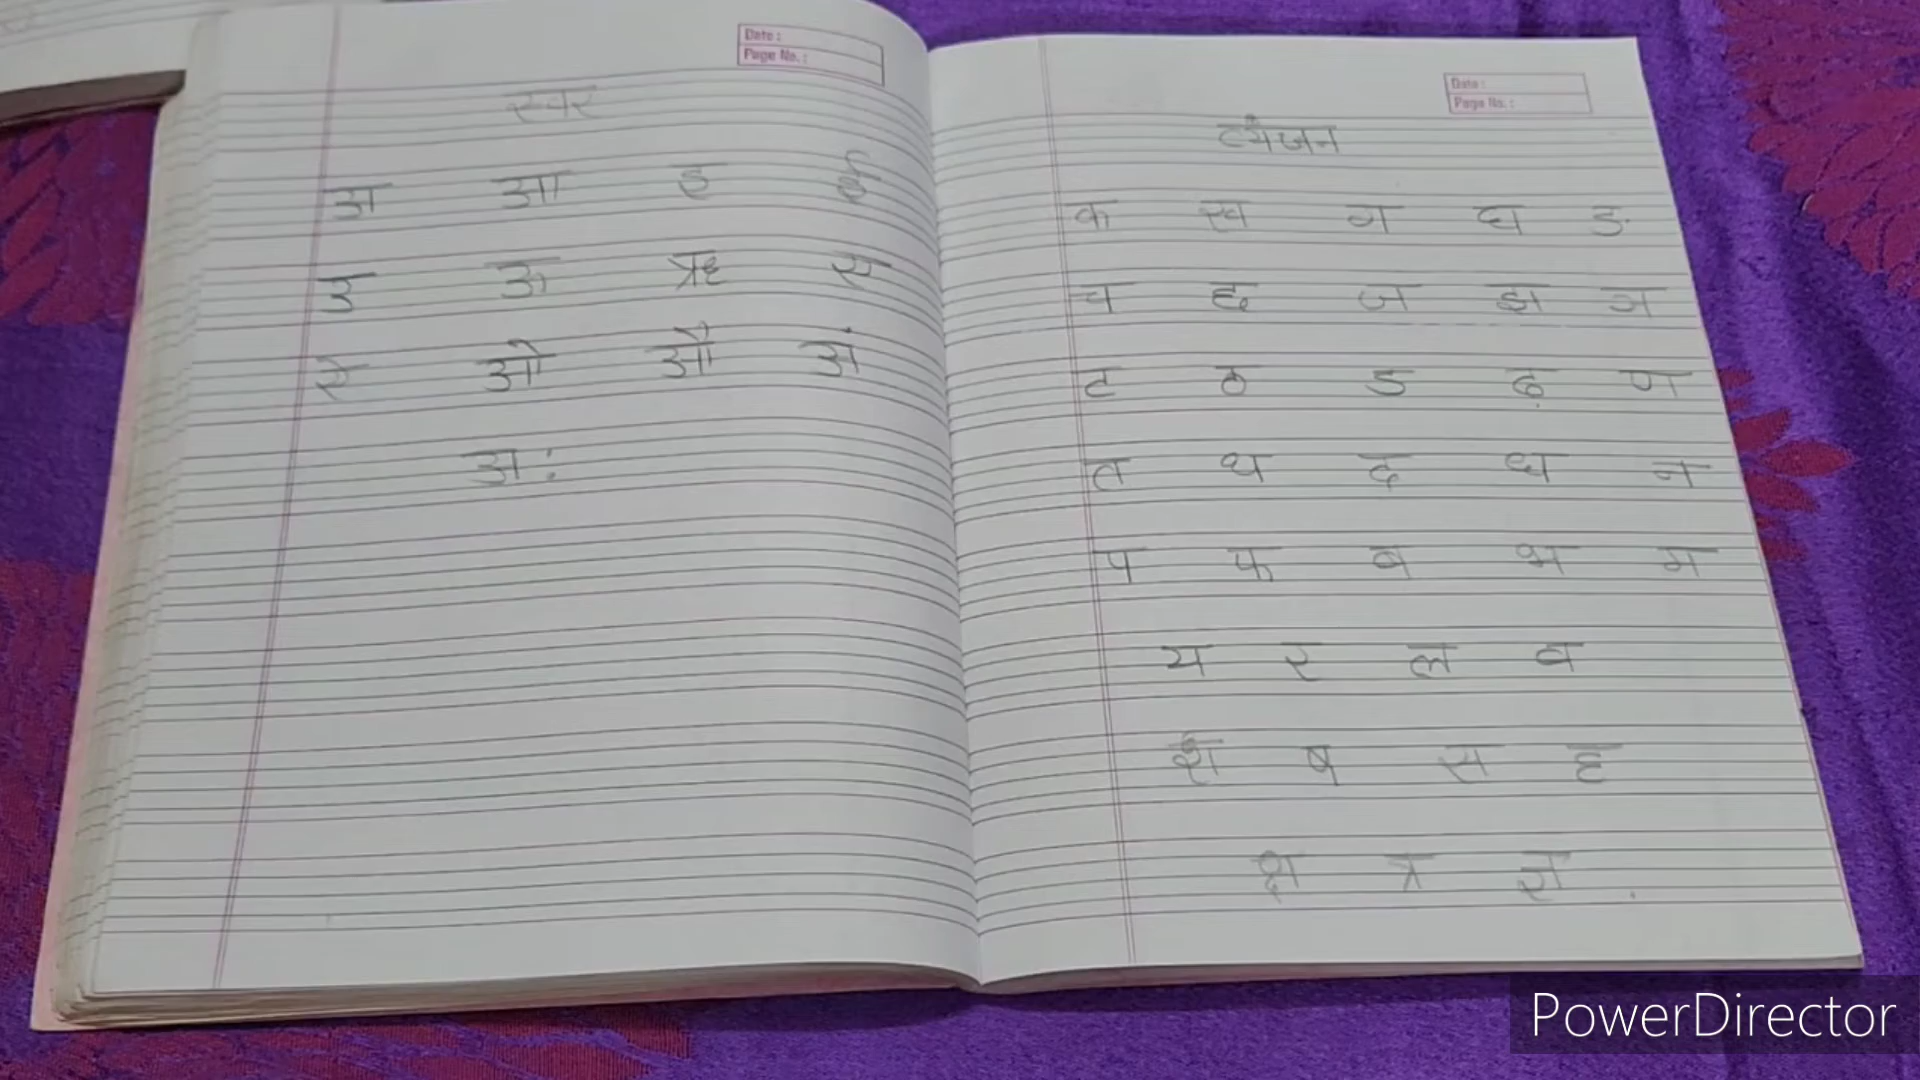 Date :
Page No. :
स्वर
अ आ इ ई
उ ऊ ऋ ए
ऐ ओ औ अं
अ:
Date :
Page No. :
व्यंजन
क ख ग घ ङ
च छ ज झ ञ
ट ठ ड ढ़ ण
त थ द ध न
प फ ब भ म
य र ल व
श ष स ह
क्ष त्र ज्ञ
PowerDirector